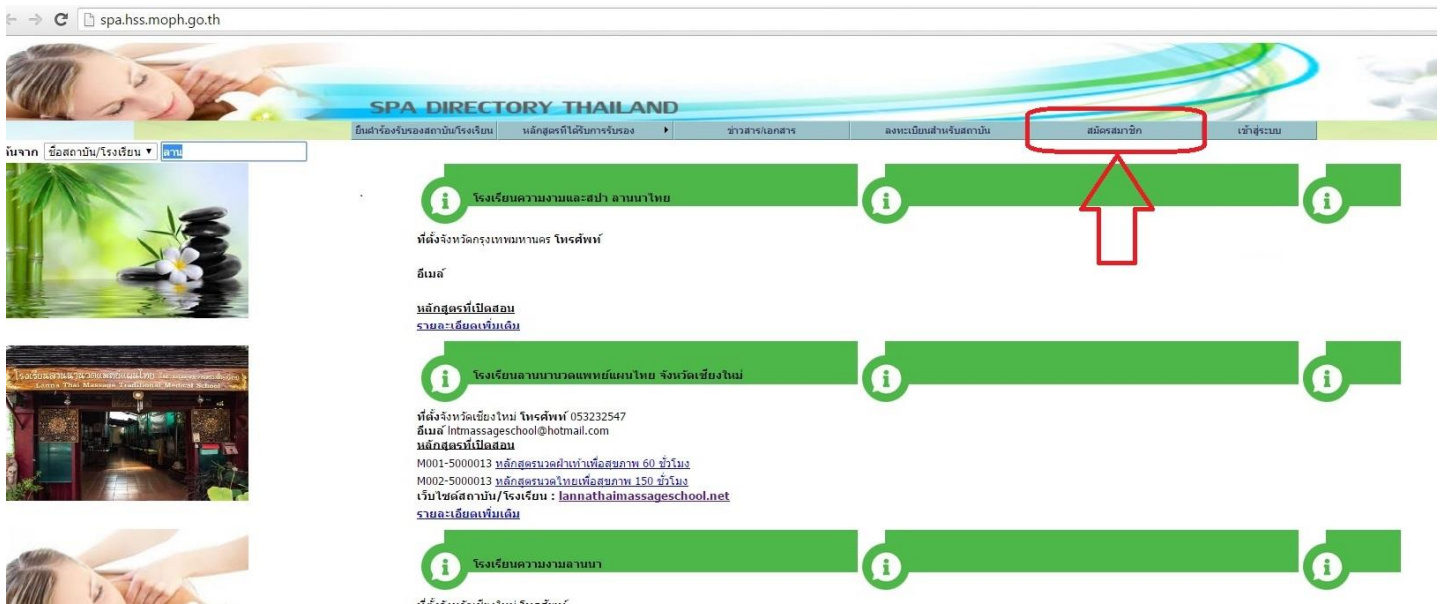 spa.hss.moph.go.th
SPA DIRECTORY THAILAND
ยื่นคำร้องรับรองสถาบัน/โรงเรียน หลักสูตรที่ได้รับการรับรอง ข่าวสาร/เอกสาร ลงทะเบียนสำหรับสถาบัน สมัครสมาชิก เข้าสู่ระบบ
ชื่อสถาบัน/โรงเรียน ลาน
โรงเรียนความงามและสปา ลานนาไทย
ที่ตั้งจังหวัดกรุงเทพมหานคร โทรศัพท์
อีเมล์
หลักสูตรที่เปิดสอน
รายละเอียดเพิ่มเติม
Lanna Thai Massage Traditional Medical School
โรงเรียนลานนานวดแพทย์แผนไทย จังหวัดเชียงใหม่
ที่ตั้งจังหวัดเชียงใหม่ โทรศัพท์ 053232547
อีเมล์ lntmassageschool@hotmail.com
หลักสูตรที่เปิดสอน
M001-5000013 หลักสูตรนวดฝ่าเท้าเพื่อสุขภาพ 60 ชั่วโมง
M002-5000013 หลักสูตรนวดไทยเพื่อสุขภาพ 150 ชั่วโมง
เว็บไซต์สถาบัน/โรงเรียน : lannathaimassageschool.net
รายละเอียดเพิ่มเติม
โรงเรียนความงามลานนา
ที่ตั้งจังหวัดเชียงใหม่ โทรศัพท์